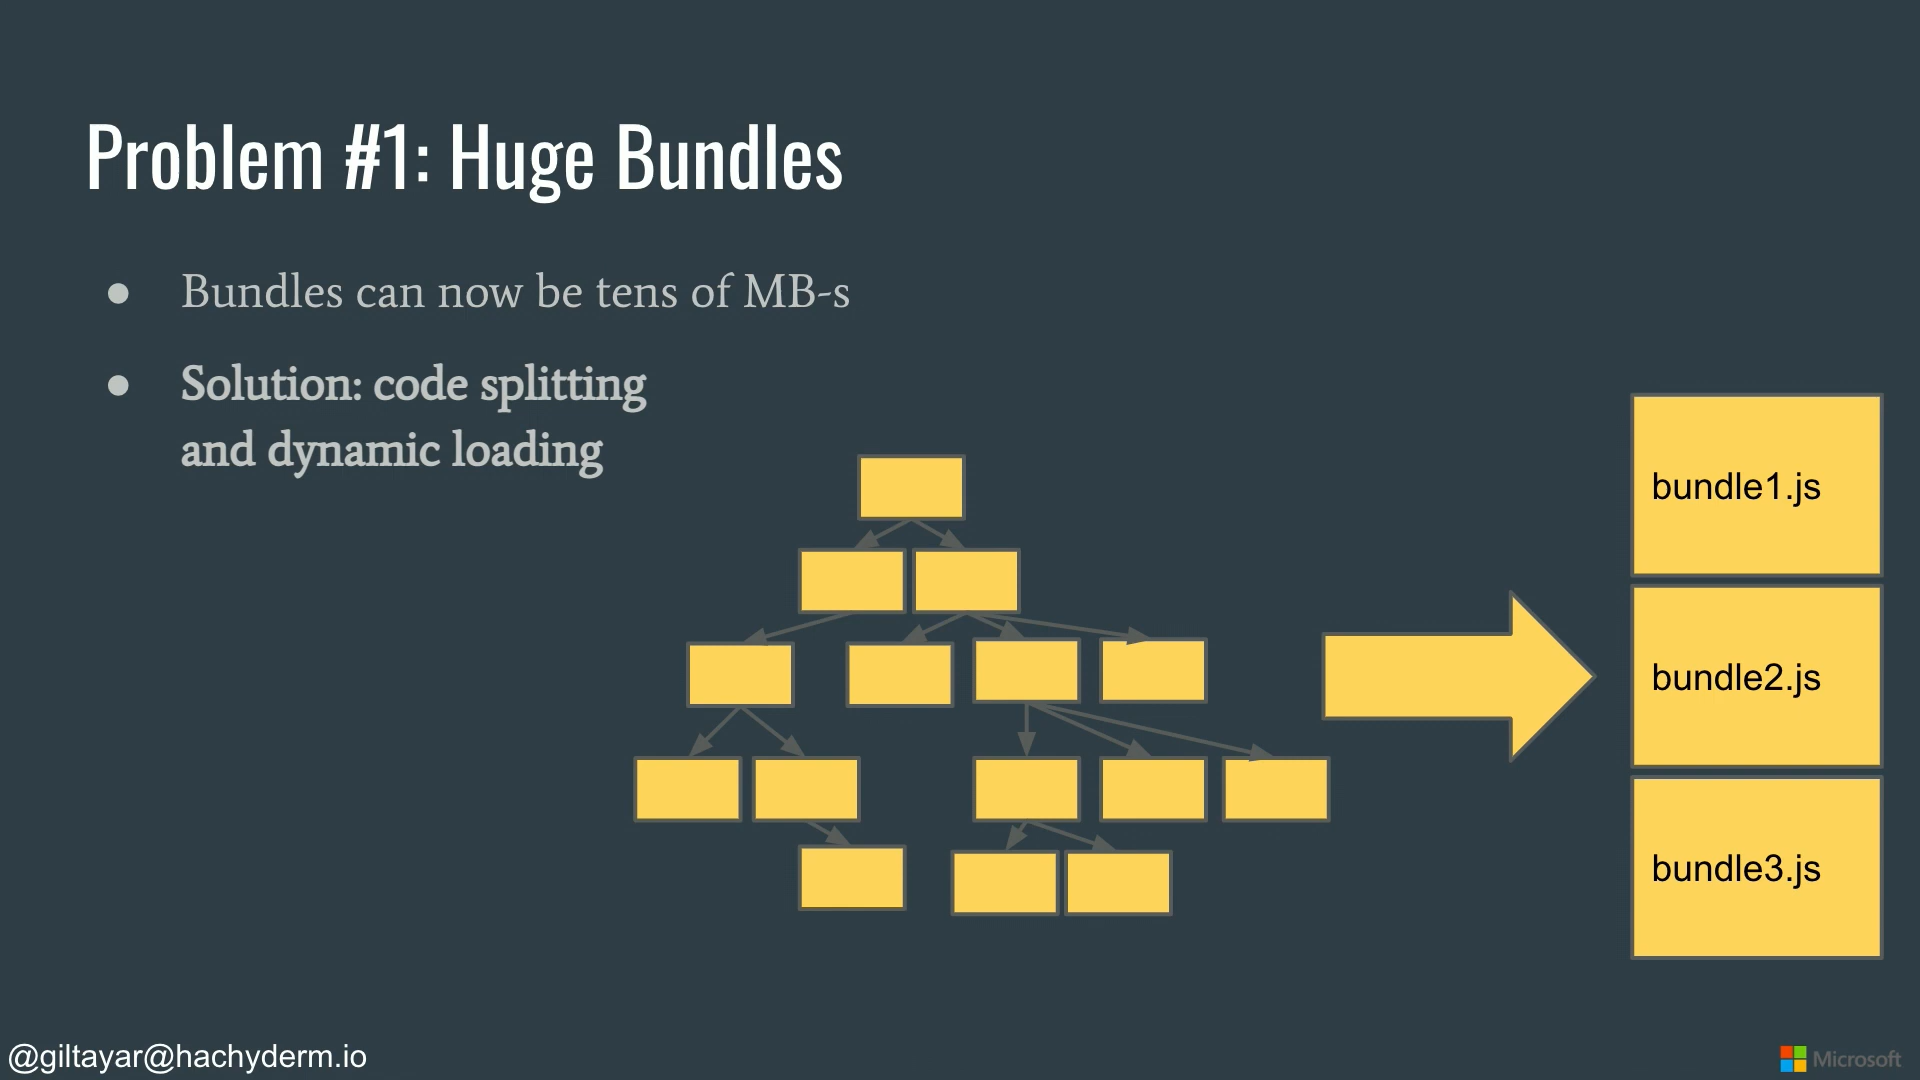 Problem #1: Huge Bundles
● Bundles can now be tens of MB-s
● Solution: code splitting
and dynamic loading
bundle1.js
bundle2.js
bundle3.js
@giltayar@hachyderm.io
Microsoft